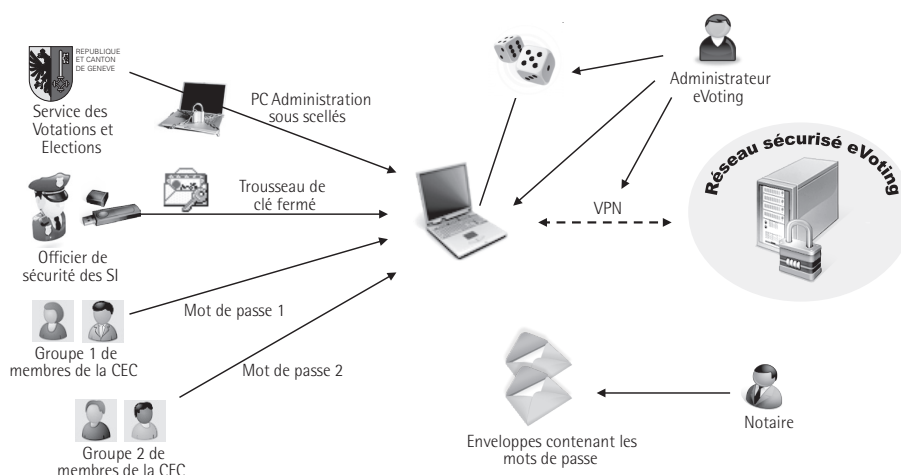 REPUBLIQUE
ET CANTON
DE GENEVE
Service des
Votations et
Elections
PC Administration
sous scellés
Administrateur
eVoting
Réseau sécurisé eVoting
Trousseau de
clé fermé
VPN
Officier de
sécurité des SI
Mot de passe 1
Groupe 1 de
membres de la CEC
Mot de passe 2
Groupe 2 de
membres de la CEC
Enveloppes contenant les
mots de passe
Notaire